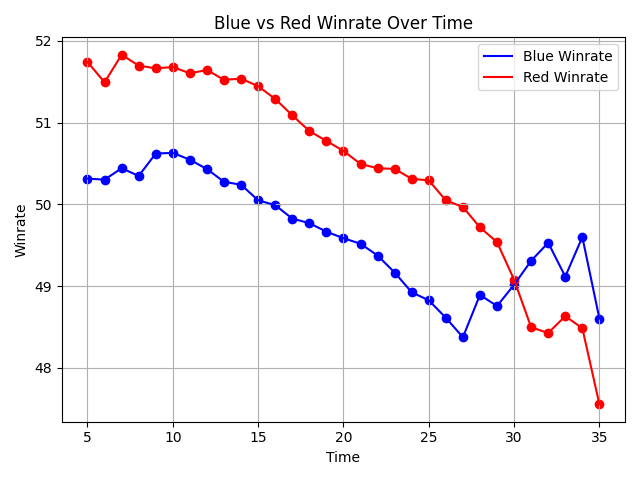 Blue vs Red Winrate Over Time
Blue Winrate
Red Winrate
52
51
50
49
48
Winrate
5 10 15 20 25 30 35
Time